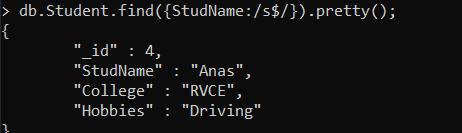 > db.Student.find({StudName:/s$/}).pretty();
{
        "_id" : 4,
        "StudName" : "Anas",
        "College" : "RVCE",
        "Hobbies" : "Driving"
}